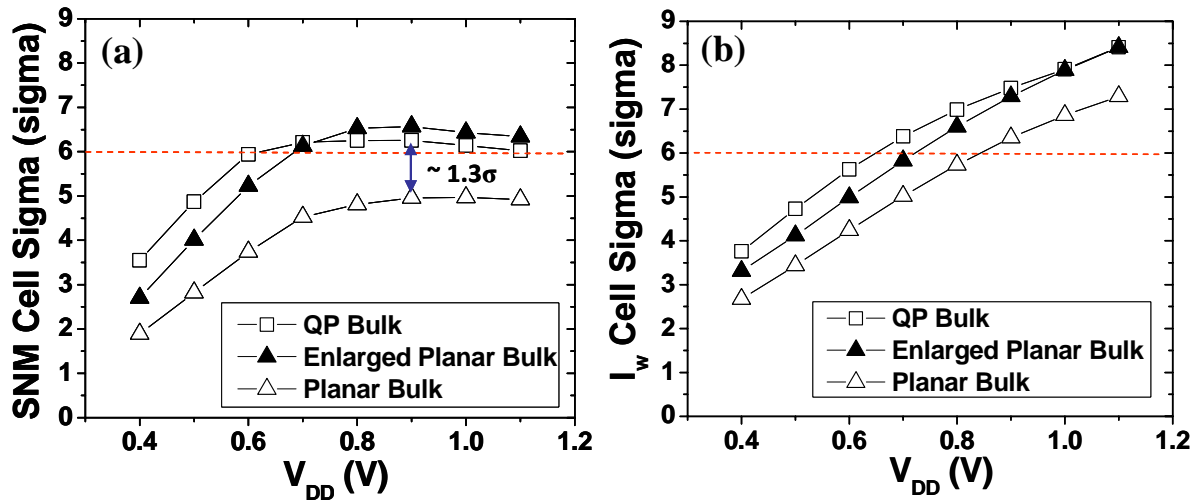 (a)
SNM Cell Sigma (sigma)
9
8
7
6
5
4
3
2
1
0
~ 1.3σ
QP Bulk
Enlarged Planar Bulk
Planar Bulk
0.4 0.6 0.8 1.0 1.2
VDD (V)
(b)
Iw Cell Sigma (sigma)
9
8
7
6
5
4
3
2
1
0
QP Bulk
Enlarged Planar Bulk
Planar Bulk
0.4 0.6 0.8 1.0 1.2
VDD (V)